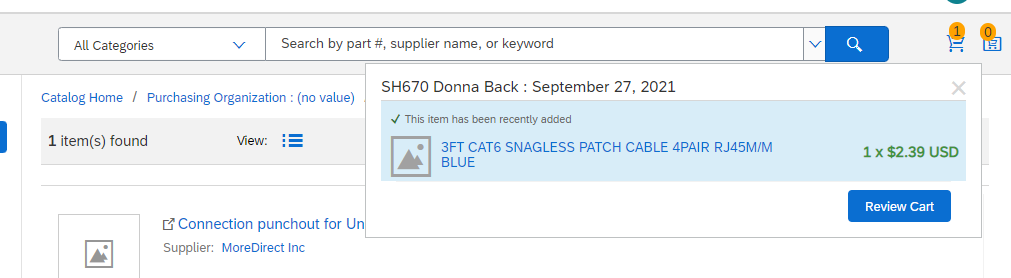 All Categories
Search by part #, supplier name, or keyword
1
0
SH670 Donna Back : September 27, 2021
Catalog Home / Purchasing Organization : (no value)
This item has been recently added
1 item(s) found
View:
3FT CAT6 SNAGLESS PATCH CABLE 4PAIR RJ45M/M
BLUE
1 x $2.39 USD
Review Cart
Connection punchout for Un
Supplier: MoreDirect Inc